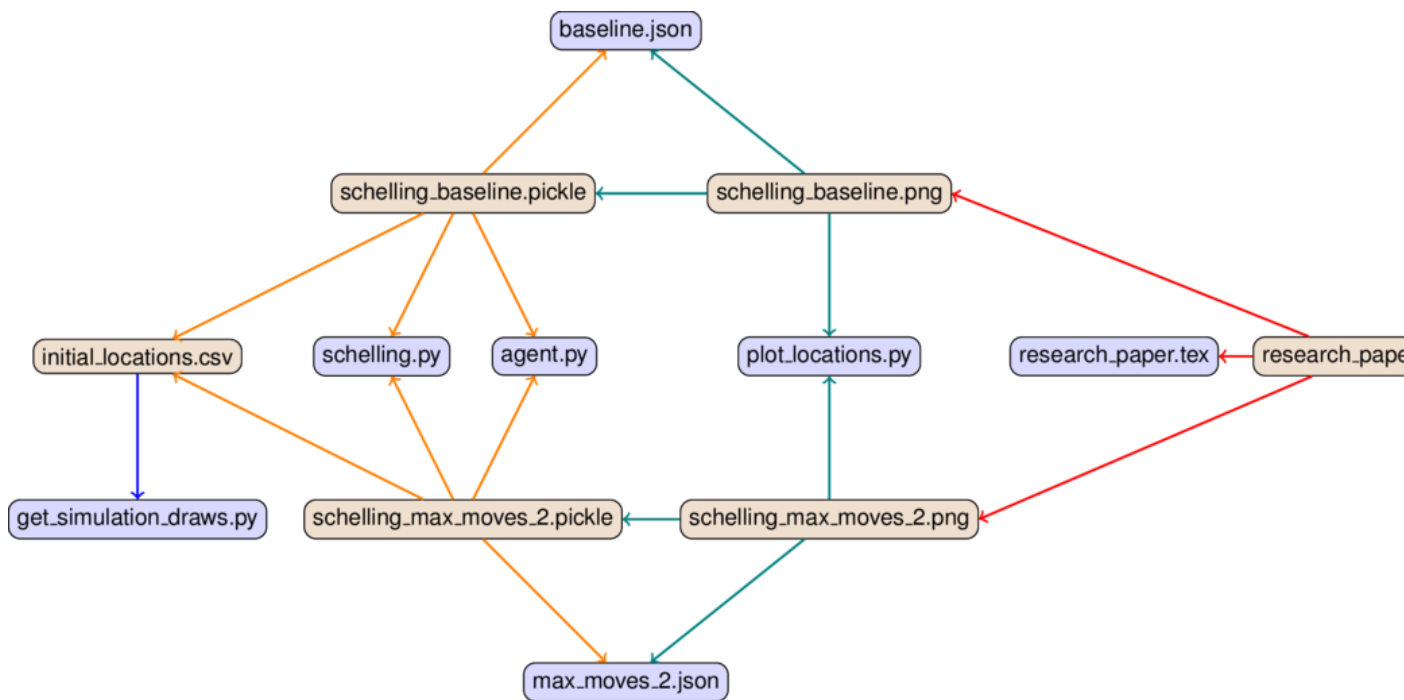 baseline.json
schelling_baseline.pickle
schelling_baseline.png
initial_locations.csv
schelling.py
agent.py
plot_locations.py
research_paper.tex
research_pape
get_simulation_draws.py
schelling_max_moves_2.pickle
schelling_max_moves_2.png
max_moves_2.json